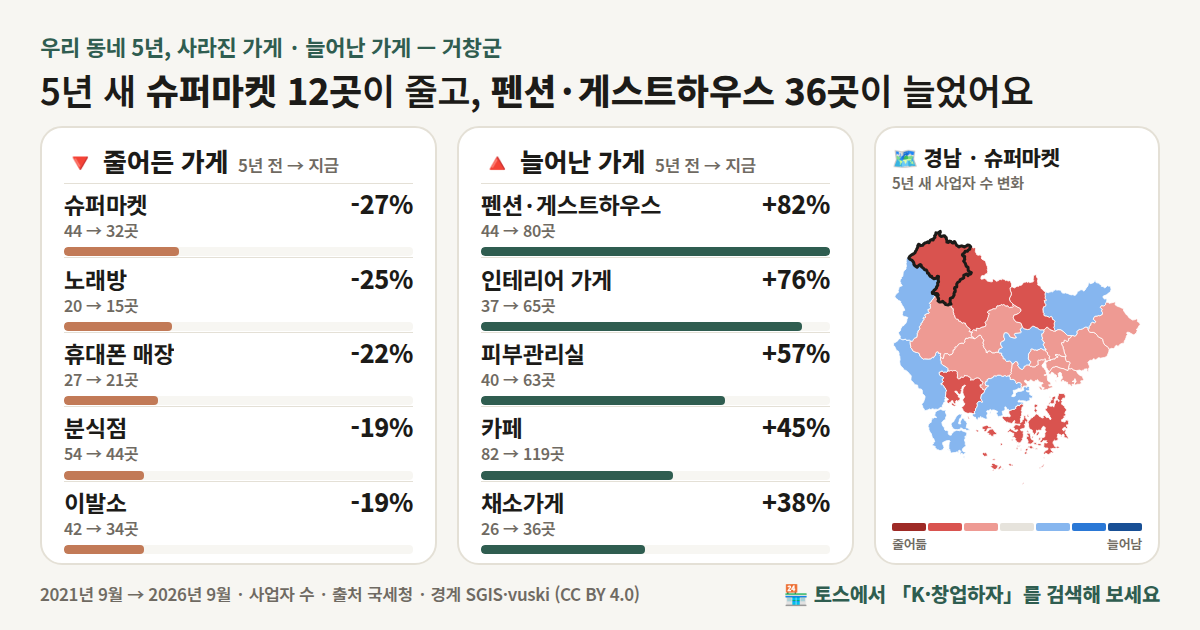 우리 동네 5년, 사라진 가게 · 늘어난 가게 — 거창군
5년 새 슈퍼마켓 12곳이 줄고, 펜션·게스트하우스 36곳이 늘었어요
줄어든 가게 5년 전 → 지금
슈퍼마켓 -27%
44 → 32곳
노래방 -25%
20 → 15곳
휴대폰 매장 -22%
27 → 21곳
분식점 -19%
54 → 44곳
이발소 -19%
42 → 34곳
늘어난 가게 5년 전 → 지금
펜션·게스트하우스 +82%
44 → 80곳
인테리어 가게 +76%
37 → 65곳
피부관리실 +57%
40 → 63곳
카페 +45%
82 → 119곳
채소가게 +38%
26 → 36곳
경남 · 슈퍼마켓
5년 새 사업자 수 변화
줄어듦 늘어남
2021년 9월 → 2026년 9월 · 사업자 수 · 출처 국세청 · 경계 SGIS·vuski (CC BY 4.0)
토스에서 「K·창업하자」를 검색해 보세요